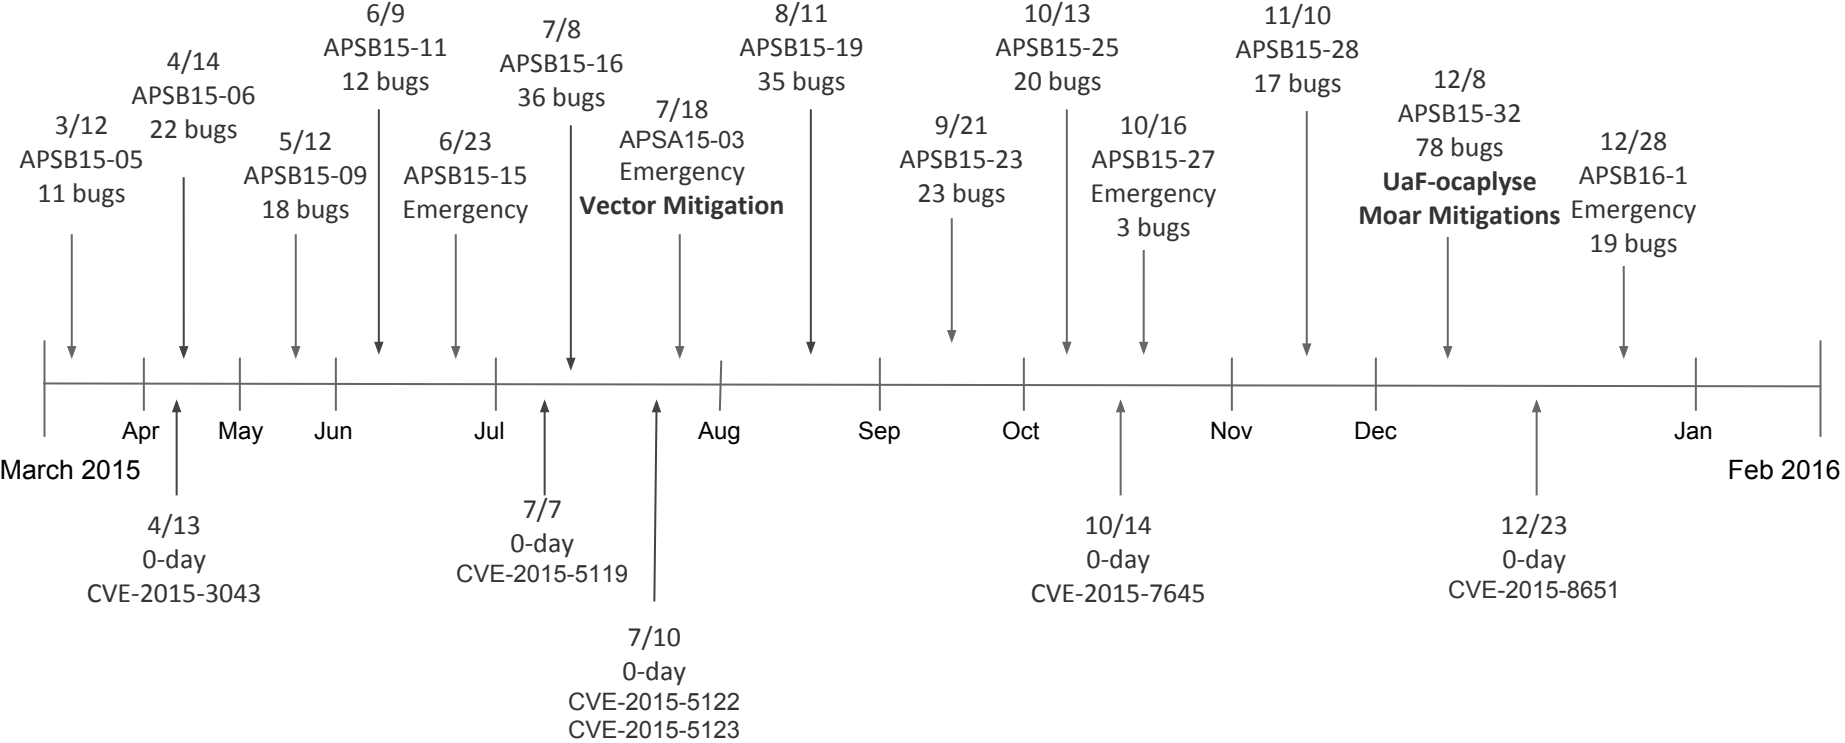 3/12
APSB15-05
11 bugs
4/14
APSB15-06
22 bugs
5/12
APSB15-09
18 bugs
6/9
APSB15-11
12 bugs
6/23
APSB15-15
Emergency
7/8
APSB15-16
36 bugs
7/18
APSA15-03
Emergency
Vector Mitigation
8/11
APSB15-19
35 bugs
9/21
APSB15-23
23 bugs
10/13
APSB15-25
20 bugs
10/16
APSB15-27
Emergency
3 bugs
11/10
APSB15-28
17 bugs
12/8
APSB15-32
78 bugs
UaF-ocaplyse
Moar Mitigations
12/28
APSB16-1
Emergency
19 bugs
March 2015
Apr
May
Jun
Jul
Aug
Sep
Oct
Nov
Dec
Jan
Feb 2016
4/13
0-day
CVE-2015-3043
7/7
0-day
CVE-2015-5119
7/10
0-day
CVE-2015-5122
CVE-2015-5123
10/14
0-day
CVE-2015-7645
12/23
0-day
CVE-2015-8651